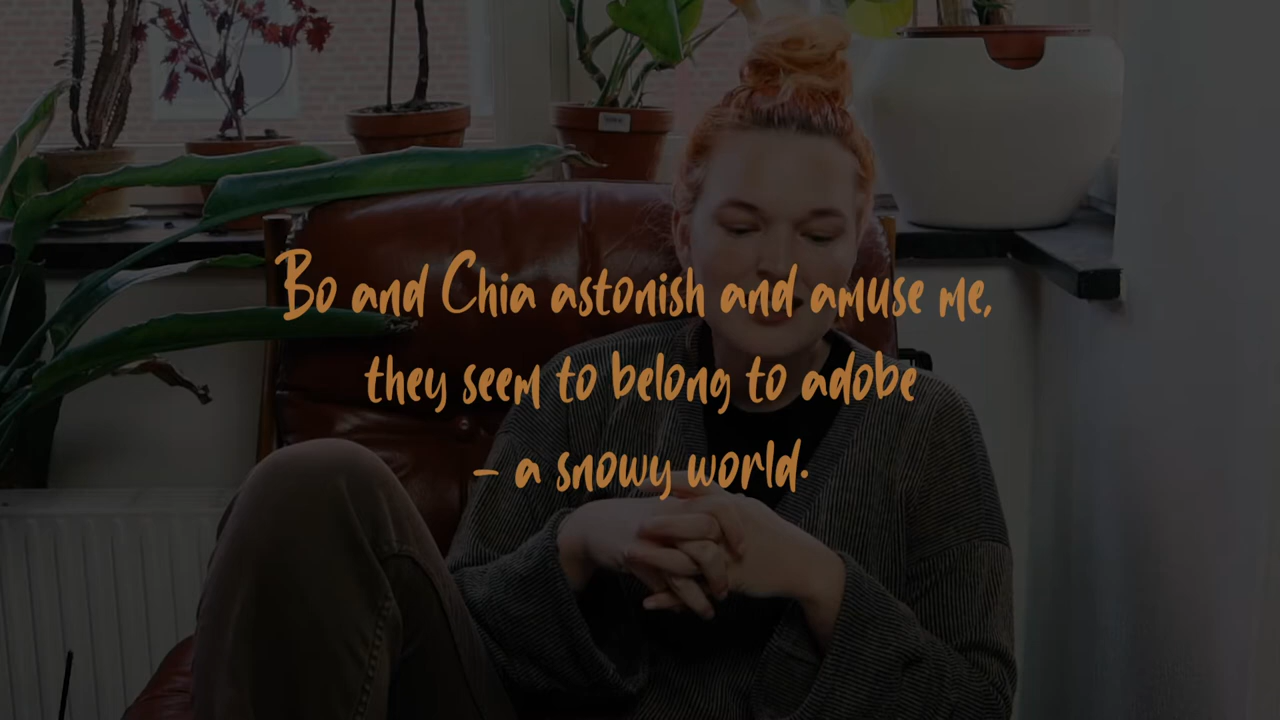 Bo and Chia astonish and amuse me,
they seem to belong to adobe
– a snowy world.